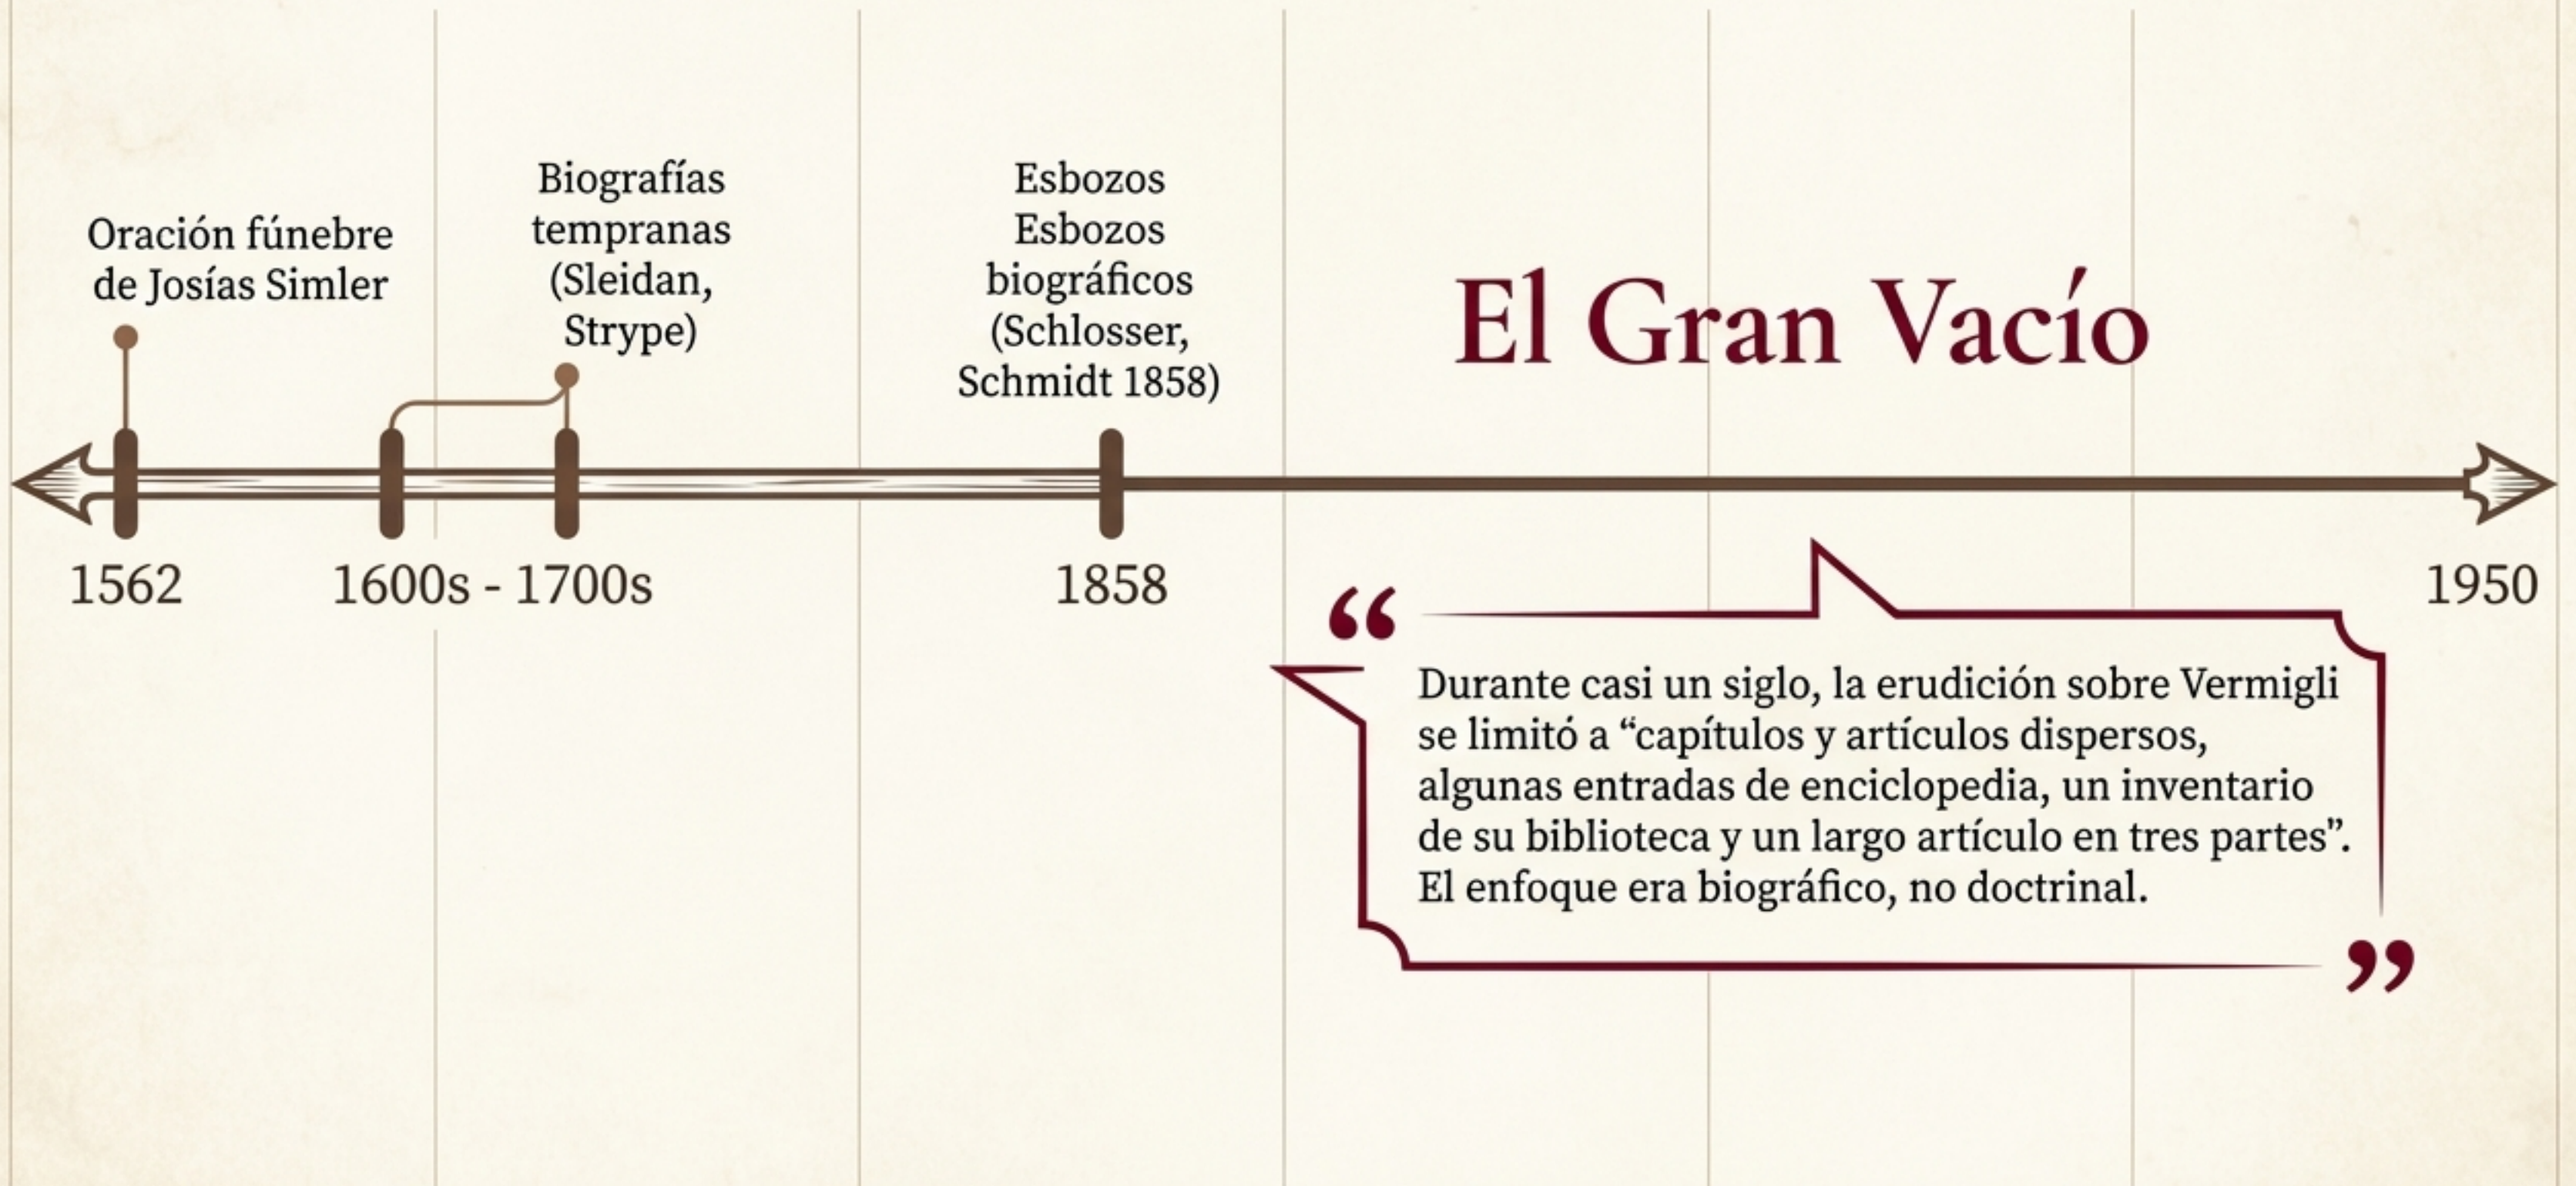 Oración fúnebre
de Josías Simler
Biografías
tempranas
(Sleidan,
Strype)
Esbozos
Esbozos
biográficos
(Schlosser,
Schmidt 1858)
El Gran Vacío
1562
1600s - 1700s
1858
1950
“
Durante casi un siglo, la erudición sobre Vermigli
se limitó a “capítulos y artículos dispersos,
algunas entradas de enciclopedia, un inventario
de su biblioteca y un largo artículo en tres partes”.
El enfoque era biográfico, no doctrinal.
”